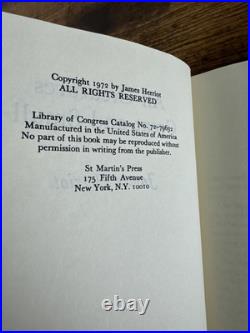 Copyright 1972 by James Herriot
ALL RIGHTS RESERVED
Library of Congress Catalog No. 72-79632
Manufactured in the United States of America
No part of this book may be reproduced without
permission in writing from the publisher.
St Martin's Press
175 Fifth Avenue
New York, N.Y. 10010